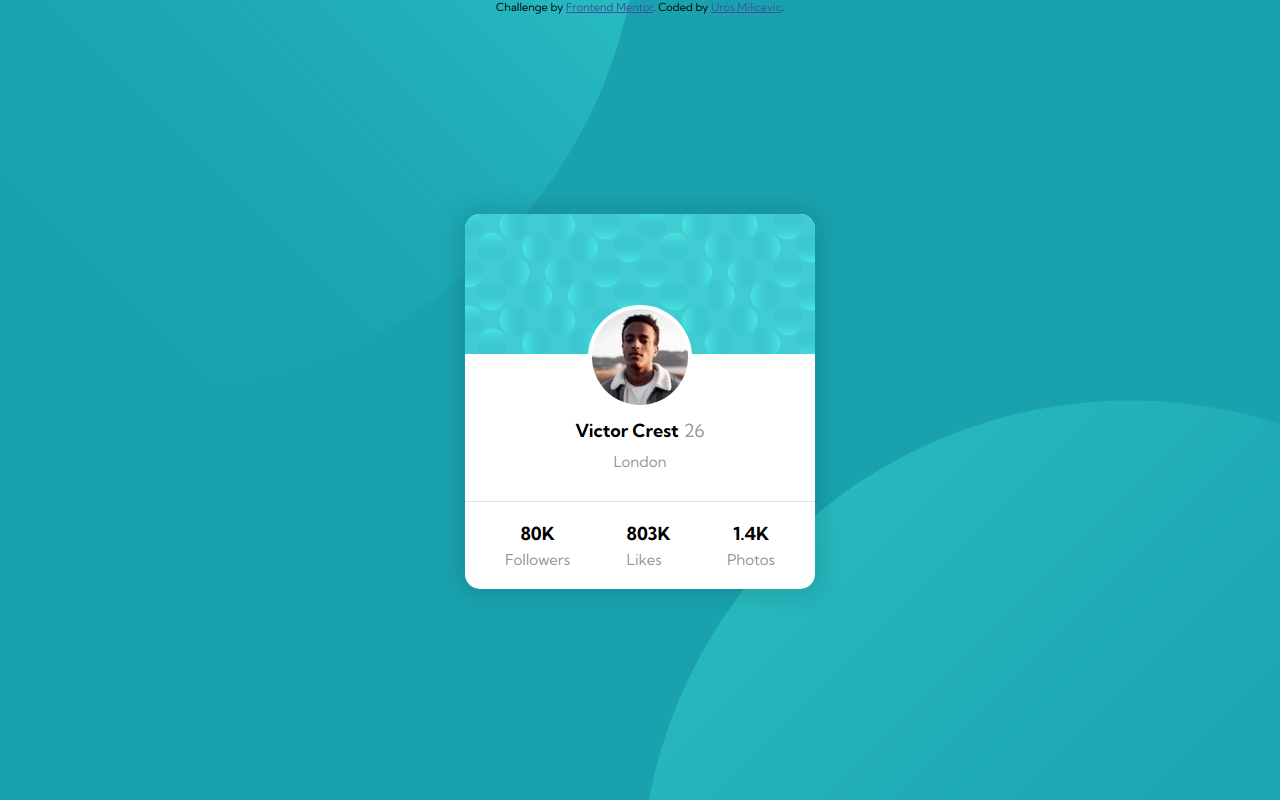 Challenge by Frontend Mentor. Coded by Uros Milicevic.
Victor Crest 26
London
80K 803K 1.4K
Followers Likes Photos